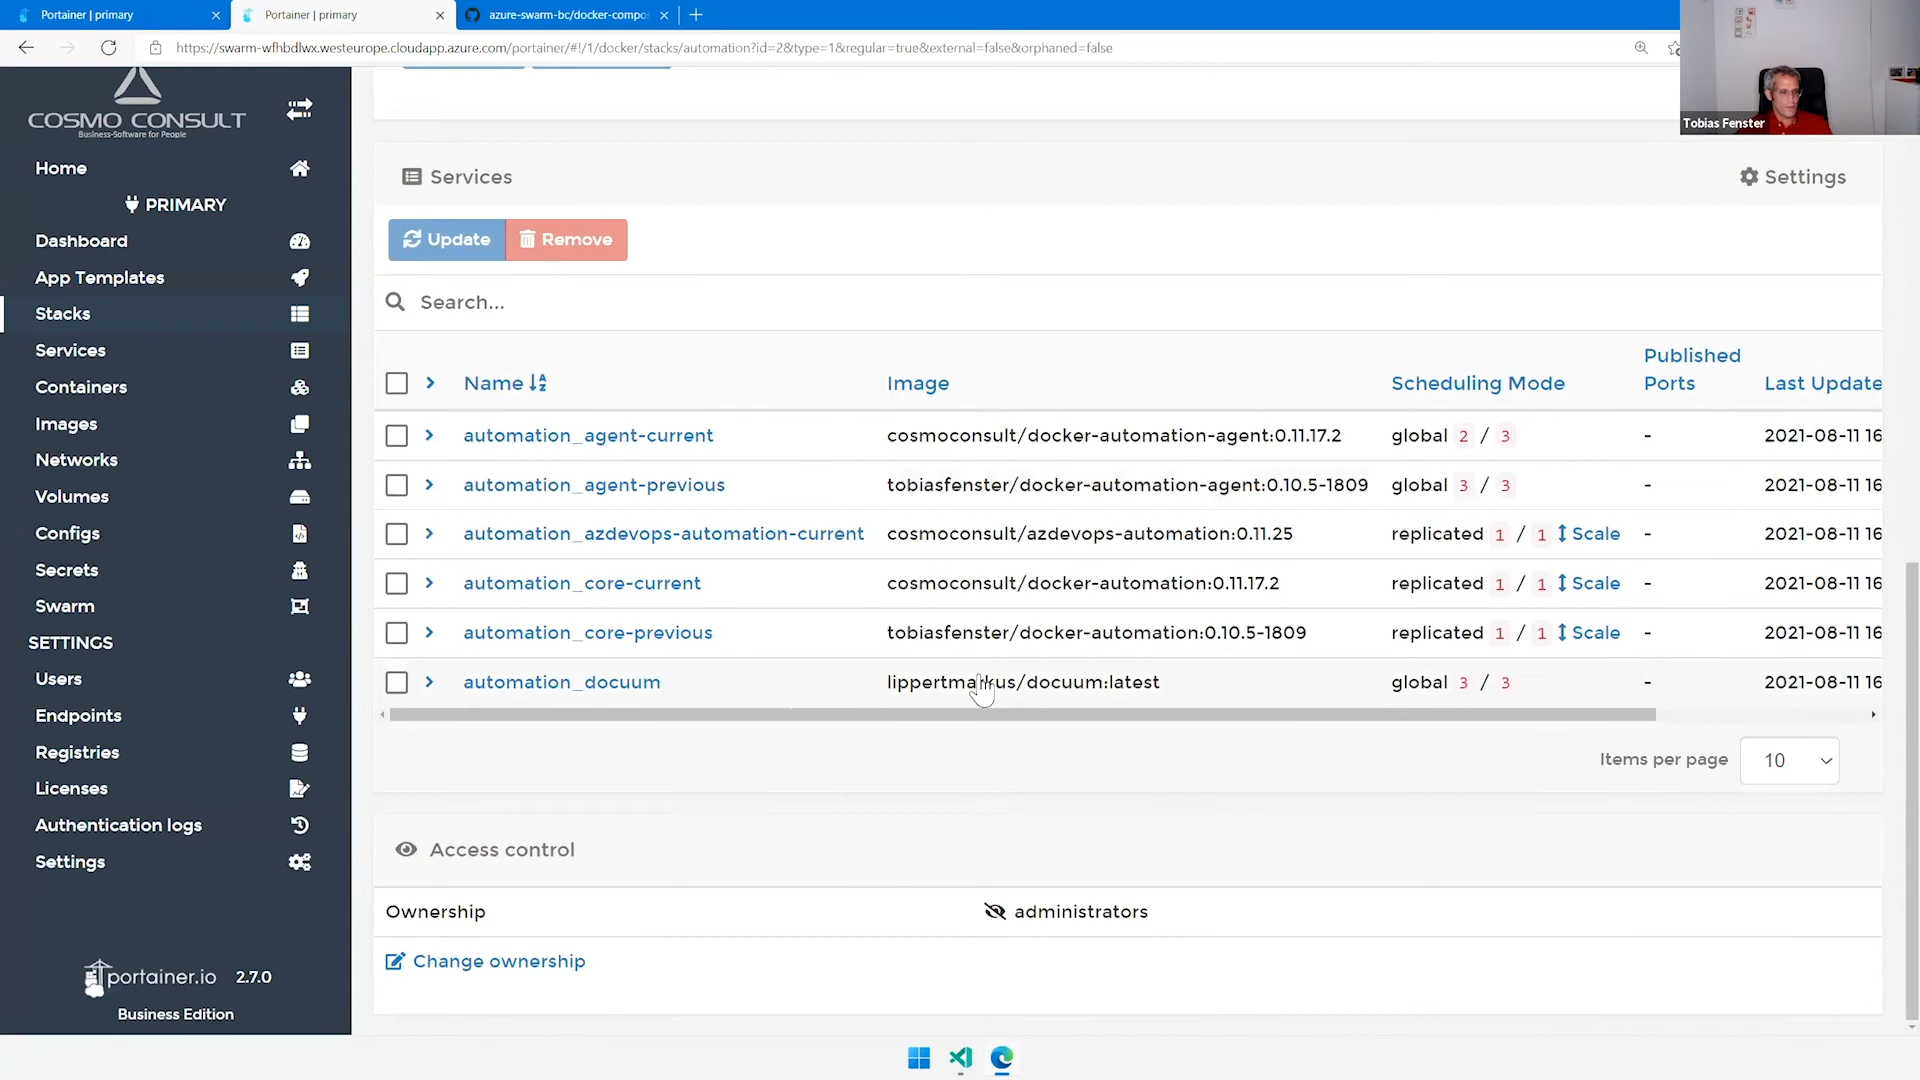 Portainer | primary
Portainer | primary
azure-swarm-bc/docker-compo
https://swarm-wfhbdlwx.westeurope.cloudapp.azure.com/portainer/#!/1/docker/stacks/automation?id=2&type=1&regular=true&external=false&orphaned=false
Tobias Fenster
COSMO CONSULT
Business-Software for People
Home
PRIMARY
Dashboard
App Templates
Stacks
Services
Containers
Images
Networks
Volumes
Configs
Secrets
Swarm
SETTINGS
Users
Endpoints
Registries
Licenses
Authentication logs
Settings
portainer.io 2.7.0
Business Edition
Services
Settings
Update
Remove
Search...
Name
Image
Scheduling Mode
Published Ports
Last Update
automation_agent-current cosmoconsult/docker-automation-agent:0.11.17.2 global 2 / 3 - 2021-08-11 16
automation_agent-previous tobiasfenster/docker-automation-agent:0.10.5-1809 global 3 / 3 - 2021-08-11 16
automation_azdevops-automation-current cosmoconsult/azdevops-automation:0.11.25 replicated 1 / 1 Scale - 2021-08-11 16
automation_core-current cosmoconsult/docker-automation:0.11.17.2 replicated 1 / 1 Scale - 2021-08-11 16
automation_core-previous tobiasfenster/docker-automation:0.10.5-1809 replicated 1 / 1 Scale - 2021-08-11 16
automation_docuum lippertmarkus/docuum:latest global 3 / 3 - 2021-08-11 16
Items per page 10
Access control
Ownership administrators
Change ownership